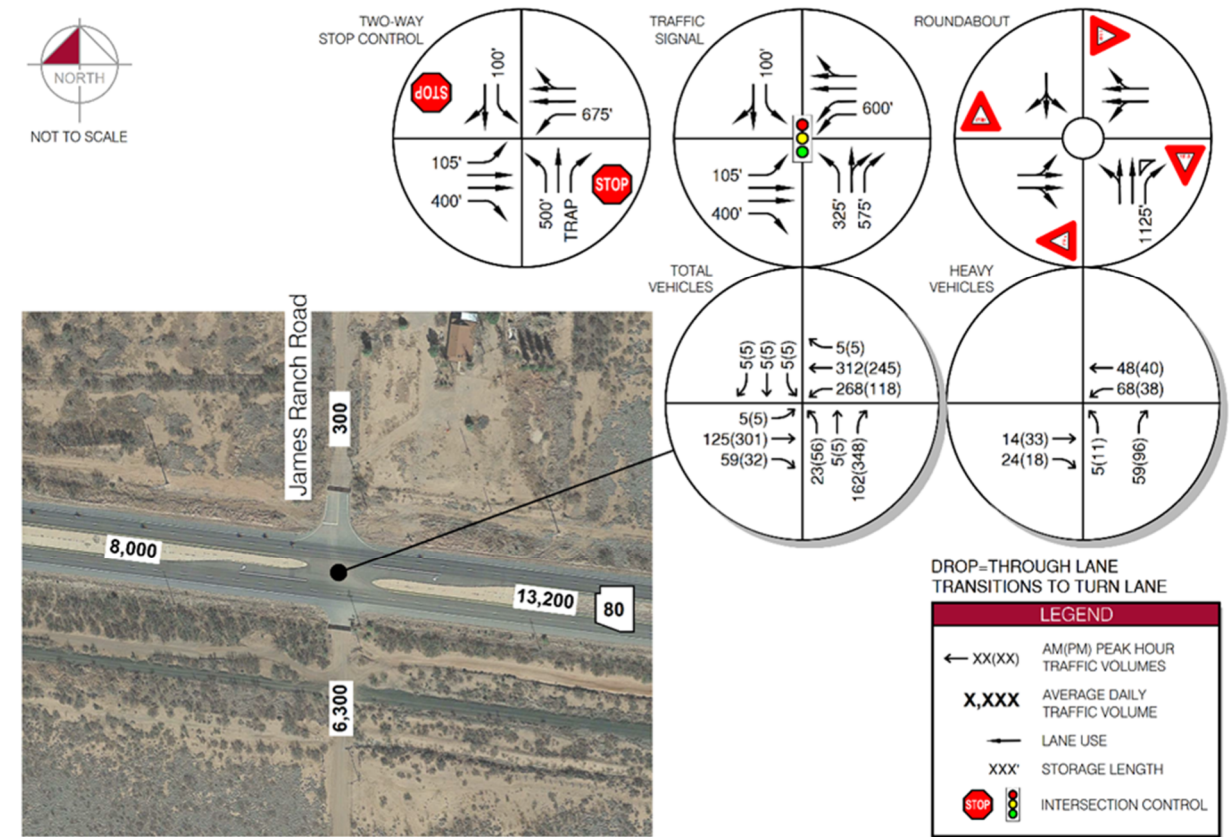 NORTH
NOT TO SCALE
TWO-WAY
STOP CONTROL
100'
675'
STOP
105'
400'
500'
TRAP
STOP
TRAFFIC
SIGNAL
100'
600'
105'
400'
325'
575'
ROUNDABOUT
1125'
TOTAL
VEHICLES
5(5)
5(5)
5(5)
5(5)
312(245)
268(118)
5(5)
125(301)
59(32)
23(56)
5(5)
162(348)
HEAVY
VEHICLES
48(40)
68(38)
14(33)
24(18)
5(11)
59(96)
James Ranch Road
300
8,000
13,200
80
6,300
DROP=THROUGH LANE
TRANSITIONS TO TURN LANE
LEGEND
XX(XX)
AM(PM) PEAK HOUR
TRAFFIC VOLUMES
X,XXX
AVERAGE DAILY
TRAFFIC VOLUME
LANE USE
XXX'
STORAGE LENGTH
STOP
INTERSECTION CONTROL